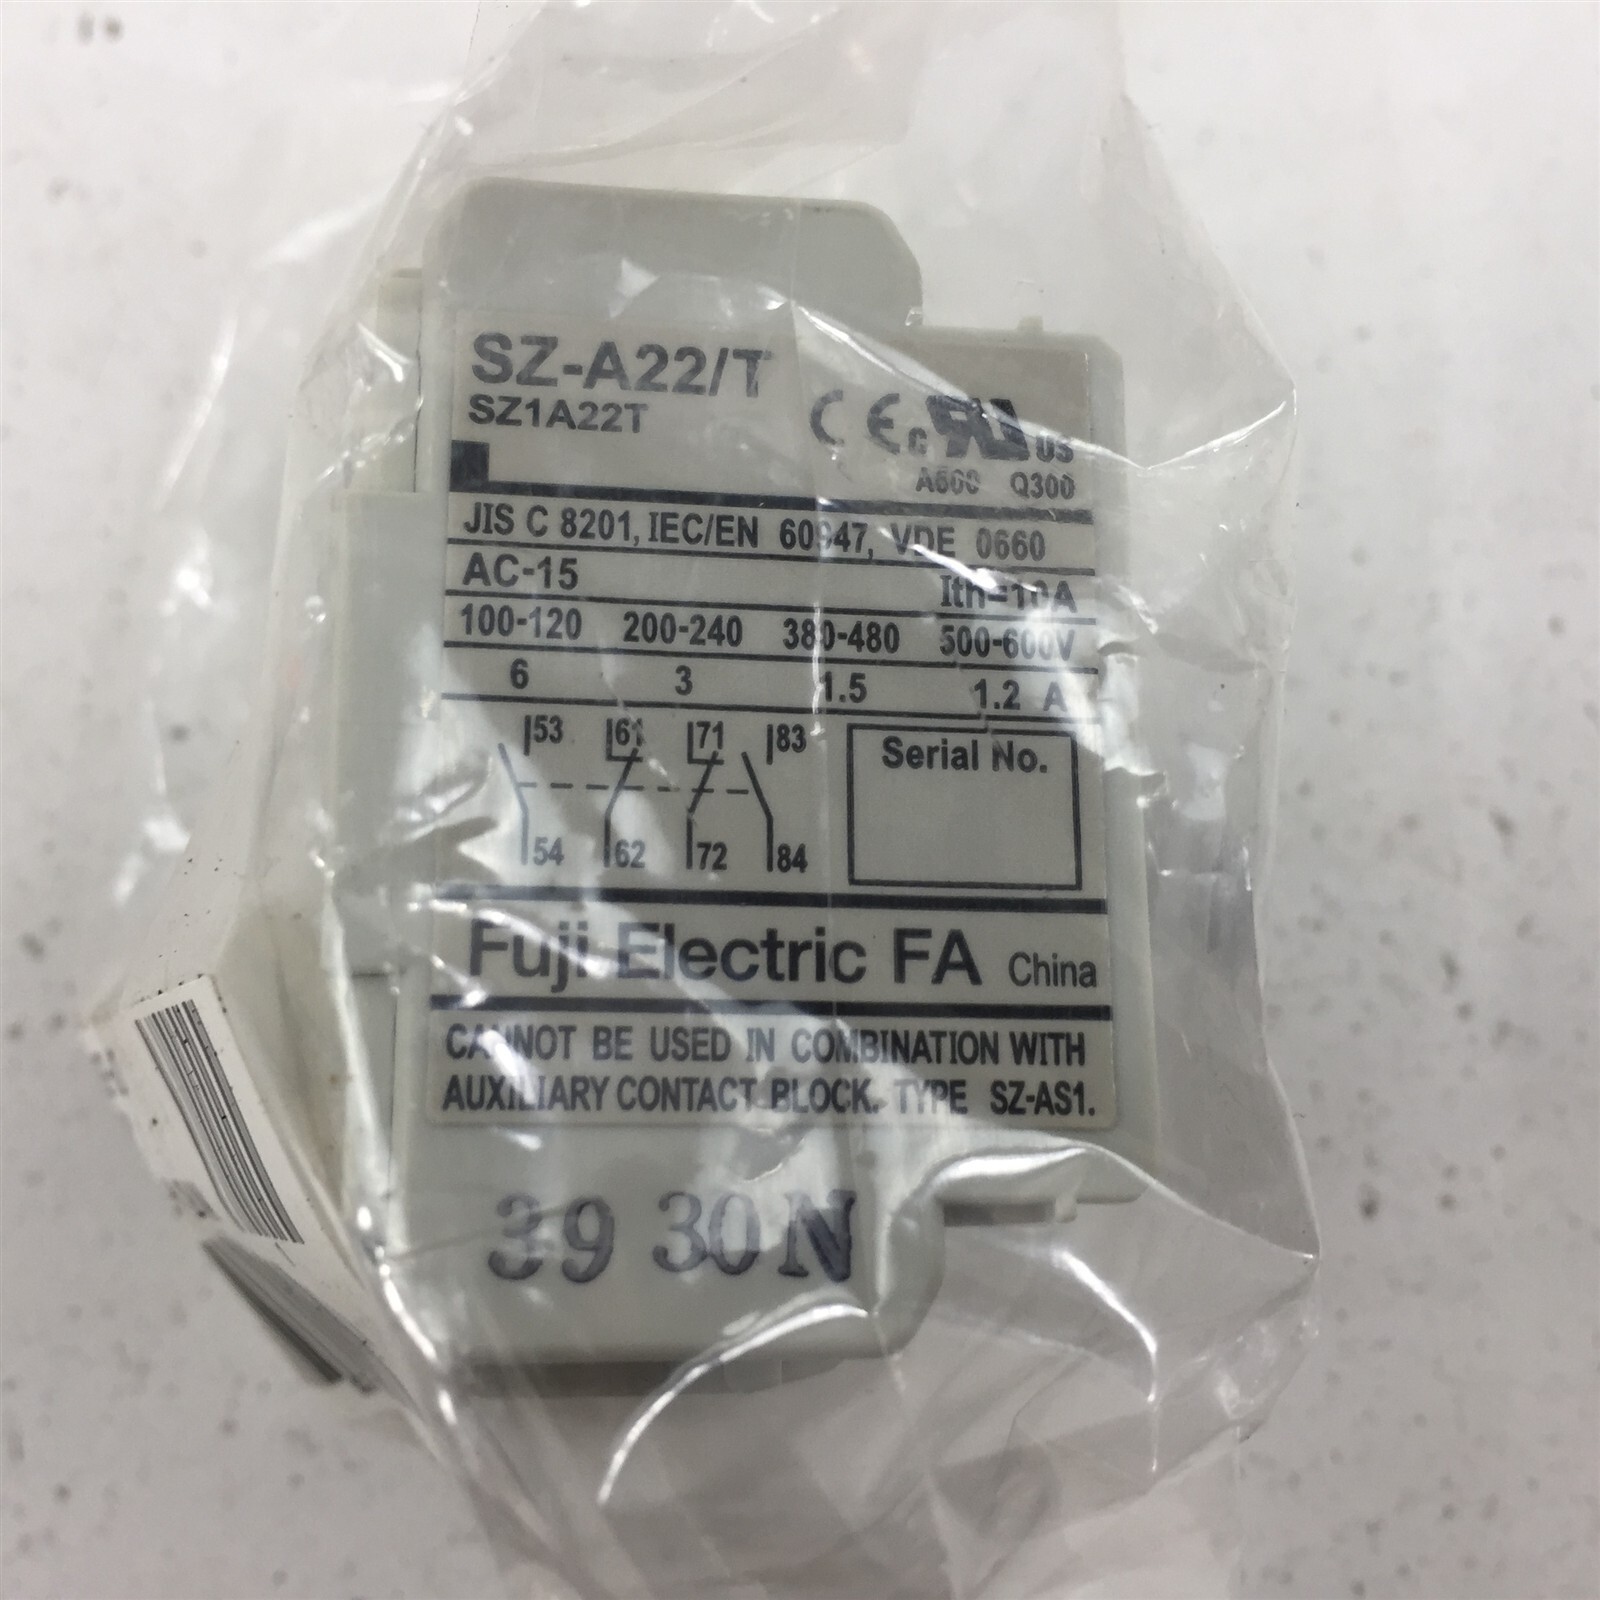 SZ-A22/T
SZ1A22T
CE c RU US
A600 Q300
JIS C 8201, IEC/EN 60947, VDE 0660
AC-15 Ith=10A
100-120 200-240 380-480 500-600V
6 3 1.5 1.2 A
53 61 71 83
Serial No.
54 62 72 84
Fuji Electric FA China
CANNOT BE USED IN COMBINATION WITH
AUXILIARY CONTACT BLOCK. TYPE SZ-AS1.
39 30N